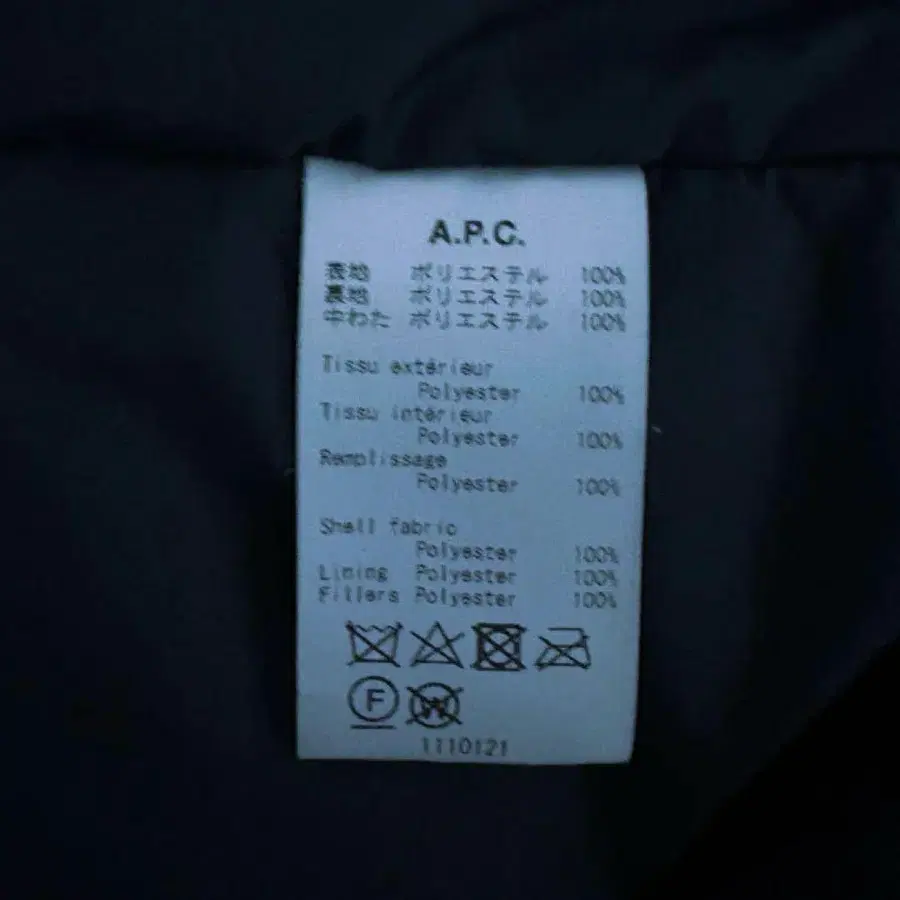 A.P.C.
表地 ポリエステル 100%
裏地 ポリエステル 100%
中わた ポリエステル 100%
Tissu extérieur
Polyester 100%
Tissu intérieur
Polyester 100%
Remplissage
Polyester 100%
Shell fabric
Polyester 100%
Lining Polyester 100%
Fillers Polyester 100%
F
W
1110121